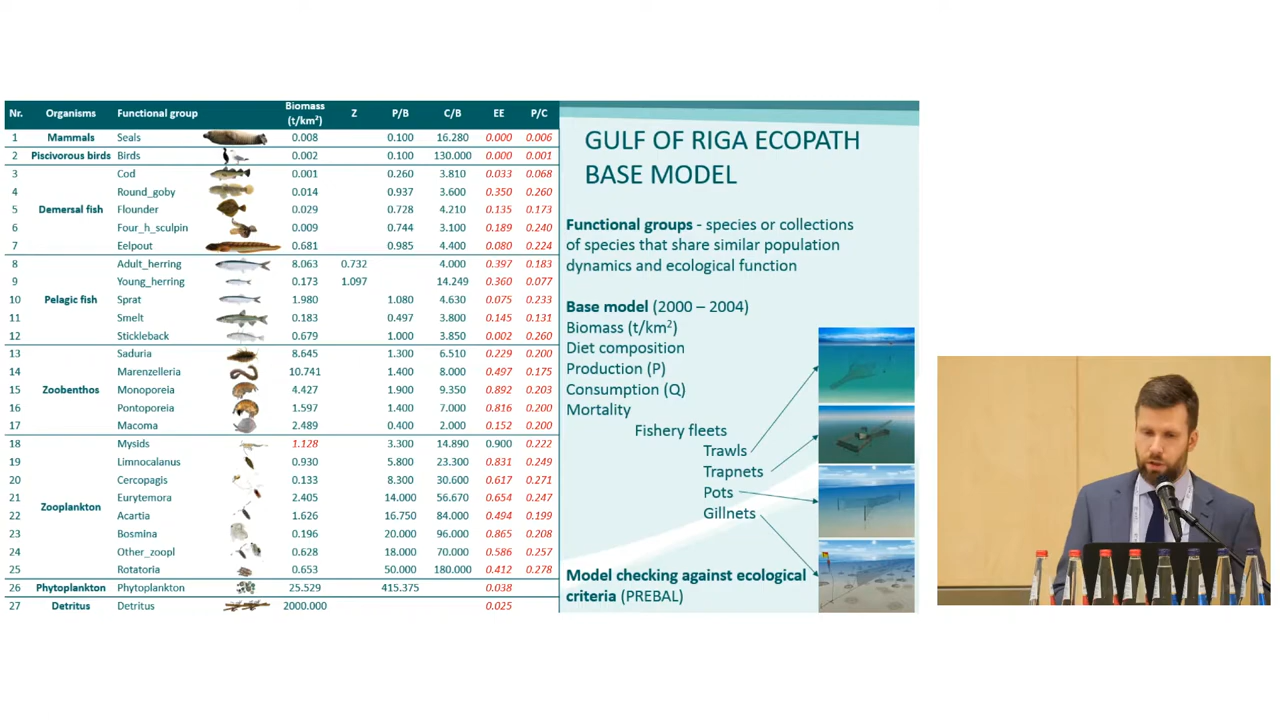 Nr. Organisms Functional group Biomass (t/km²) Z P/B C/B EE P/C
1 Mammals Seals 0.008 0.100 16.280 0.000 0.006
2 Piscivorous birds Birds 0.002 0.100 130.000 0.000 0.001
3 Cod 0.001 0.260 3.810 0.033 0.068
4 Round_goby 0.014 0.937 3.600 0.350 0.260
5 Demersal fish Flounder 0.029 0.728 4.210 0.135 0.173
6 Four_h_sculpin 0.009 0.744 3.100 0.189 0.240
7 Eelpout 0.681 0.985 4.400 0.080 0.224
8 Adult_herring 8.063 0.732 4.000 0.397 0.183
9 Young_herring 0.173 1.097 14.249 0.360 0.077
10 Pelagic fish Sprat 1.980 1.080 4.630 0.075 0.233
11 Smelt 0.183 0.497 3.800 0.145 0.131
12 Stickleback 0.679 1.000 3.850 0.002 0.260
13 Saduria 8.645 1.300 6.510 0.229 0.200
14 Marenzelleria 10.741 1.400 8.000 0.497 0.175
15 Zoobenthos Monoporeia 4.427 1.900 9.350 0.892 0.203
16 Pontoporeia 1.597 1.400 7.000 0.816 0.200
17 Macoma 2.489 0.400 2.000 0.152 0.200
18 Mysids 1.128 3.300 14.890 0.900 0.222
19 Limnocalanus 0.930 5.800 23.300 0.831 0.249
20 Cercopagis 0.133 8.300 30.600 0.617 0.271
21 Zooplankton Eurytemora 2.405 14.000 56.670 0.654 0.247
22 Acartia 1.626 16.750 84.000 0.494 0.199
23 Bosmina 0.196 20.000 96.000 0.865 0.208
24 Other_zoopl 0.628 18.000 70.000 0.586 0.257
25 Rotatoria 0.653 50.000 180.000 0.412 0.278
26 Phytoplankton Phytoplankton 25.529 415.375 0.038
27 Detritus Detritus 2000.000 0.025
GULF OF RIGA ECOPATH
BASE MODEL
Functional groups - species or collections
of species that share similar population
dynamics and ecological function
Base model (2000 – 2004)
Biomass (t/km²)
Diet composition
Production (P)
Consumption (Q)
Mortality
Fishery fleets
Trawls
Trapnets
Pots
Gillnets
Model checking against ecological
criteria (PREBAL)